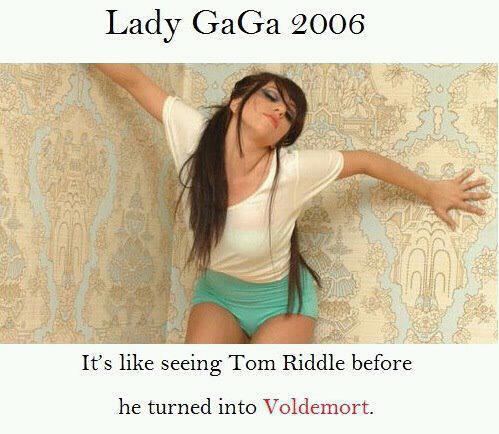 Lady GaGa 2006
It's like seeing Tom Riddle before
he turned into Voldemort.